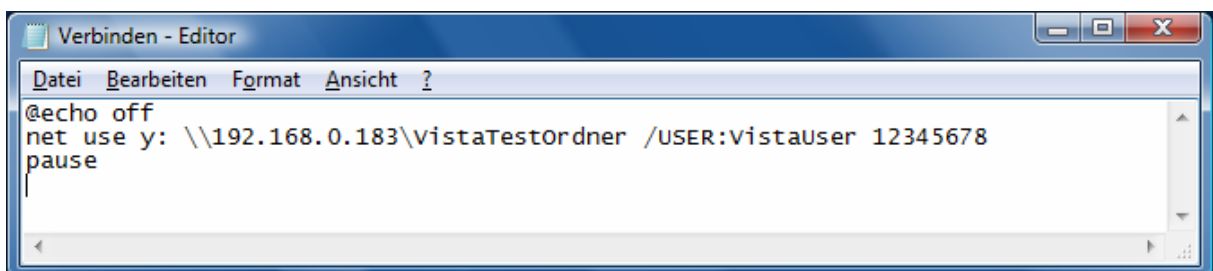 Verbinden - Editor
Datei Bearbeiten Format Ansicht ?
@echo off
net use y: \\192.168.0.183\VistaTestOrdner /USER:VistaUser 12345678
pause